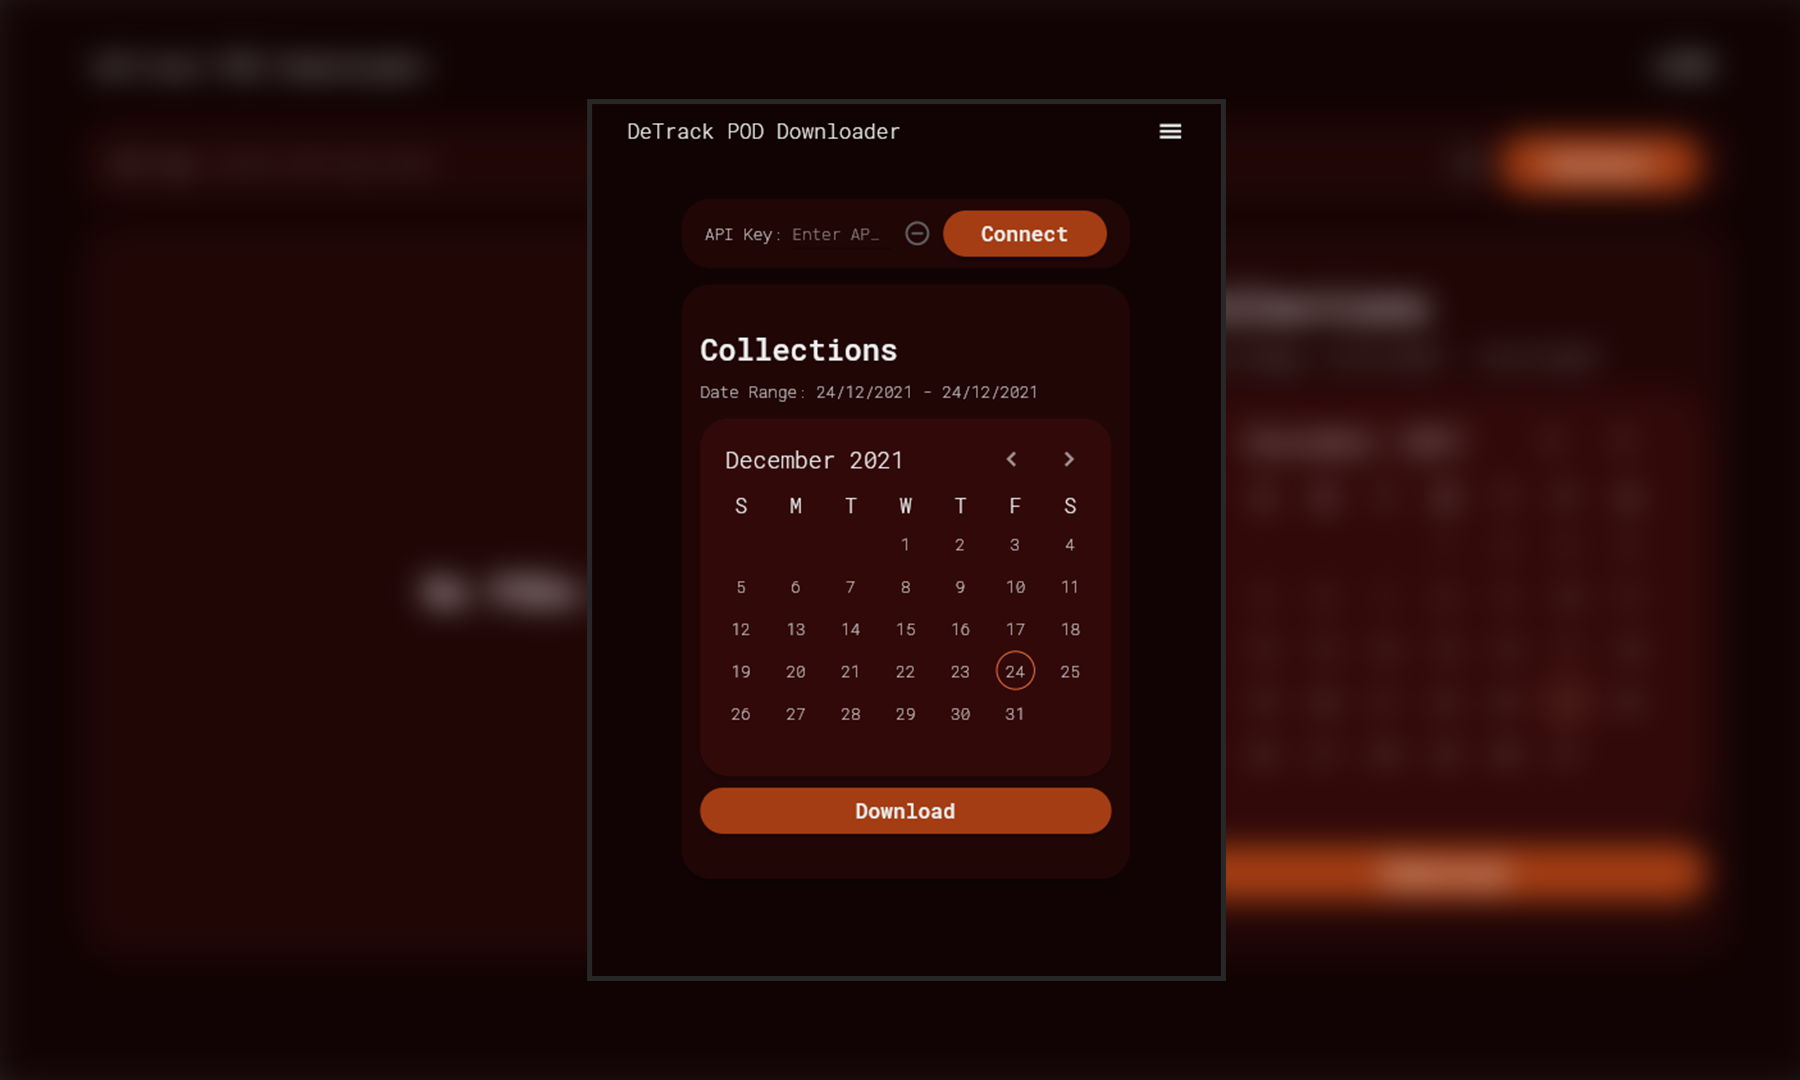 DeTrack POD Downloader
API Key: Enter AP… Connect
Collections
Date Range: 24/12/2021 - 24/12/2021
December 2021
S M T W T F S
1 2 3 4
5 6 7 8 9 10 11
12 13 14 15 16 17 18
19 20 21 22 23 24 25
26 27 28 29 30 31
Download